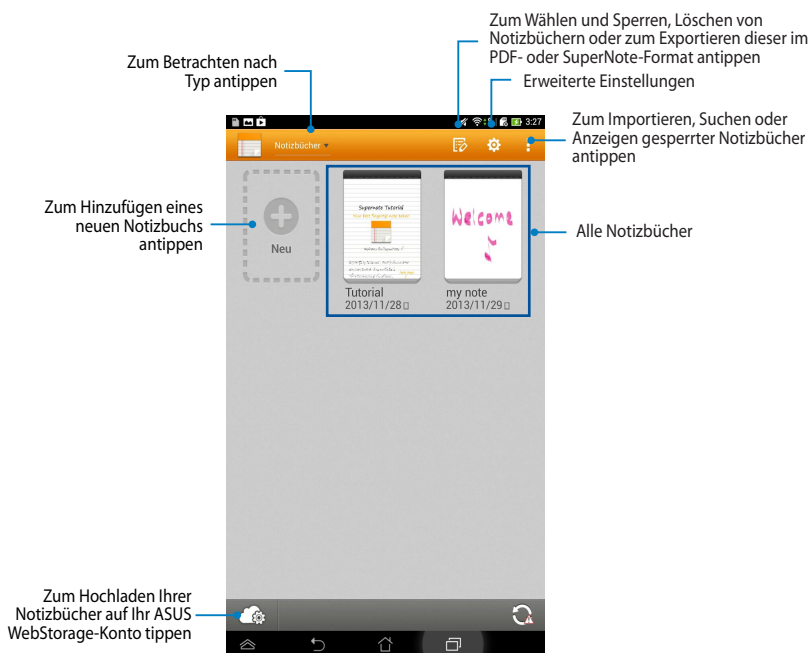 Zum Wählen und Sperren, Löschen von
Notizbüchern oder zum Exportieren dieser im
PDF- oder SuperNote-Format antippen
Zum Betrachten nach
Typ antippen
Erweiterte Einstellungen
3:27
Zum Importieren, Suchen oder
Anzeigen gesperrter Notizbücher
antippen
Notizbücher
Zum Hinzufügen eines
neuen Notizbuchs
antippen
Neu
Supernote Tutorial
Welcome
Alle Notizbücher
Tutorial
2013/11/28
my note
2013/11/29
Zum Hochladen Ihrer
Notizbücher auf Ihr ASUS
WebStorage-Konto tippen